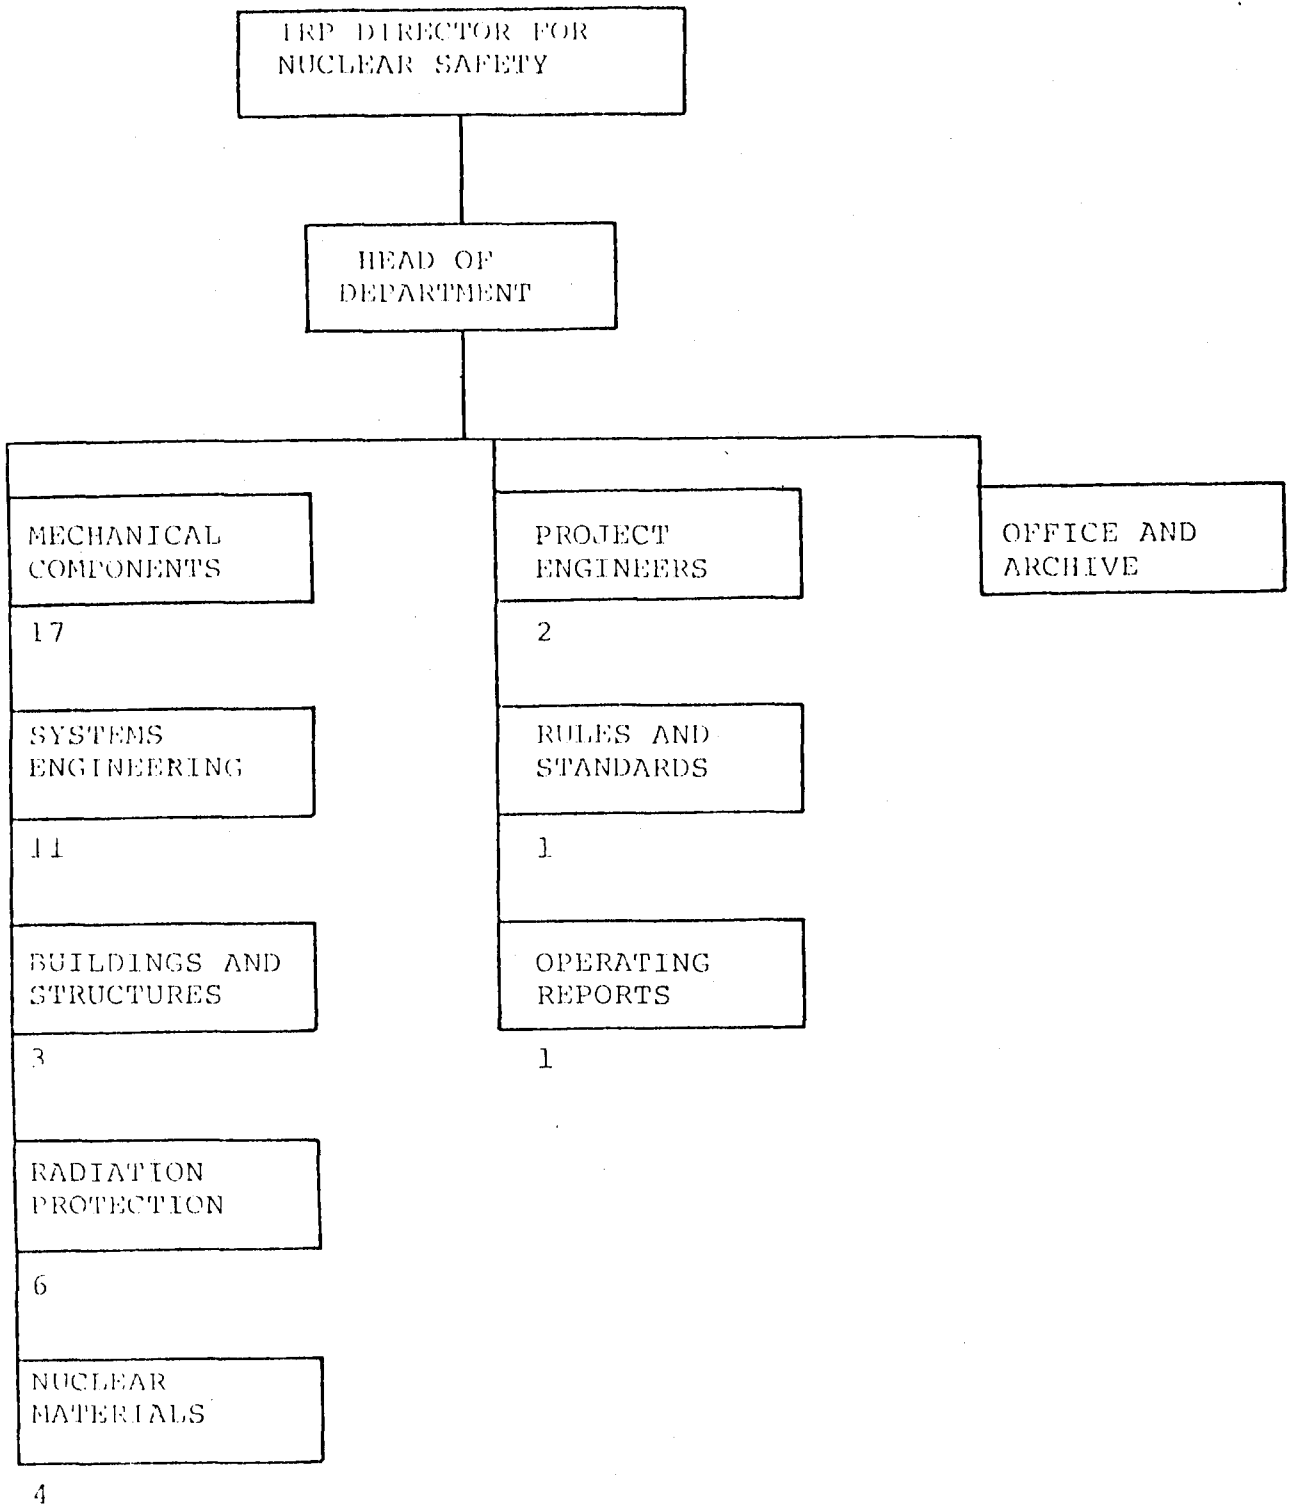 IRP DIRECTOR FOR
NUCLEAR SAFETY
HEAD OF
DEPARTMENT
MECHANICAL
COMPONENTS
17
SYSTEMS
ENGINEERING
11
BUILDINGS AND
STRUCTURES
3
RADIATION
PROTECTION
6
NUCLEAR
MATERIALS
4
PROJECT
ENGINEERS
2
RULES AND
STANDARDS
1
OPERATING
REPORTS
1
OFFICE AND
ARCHIVE